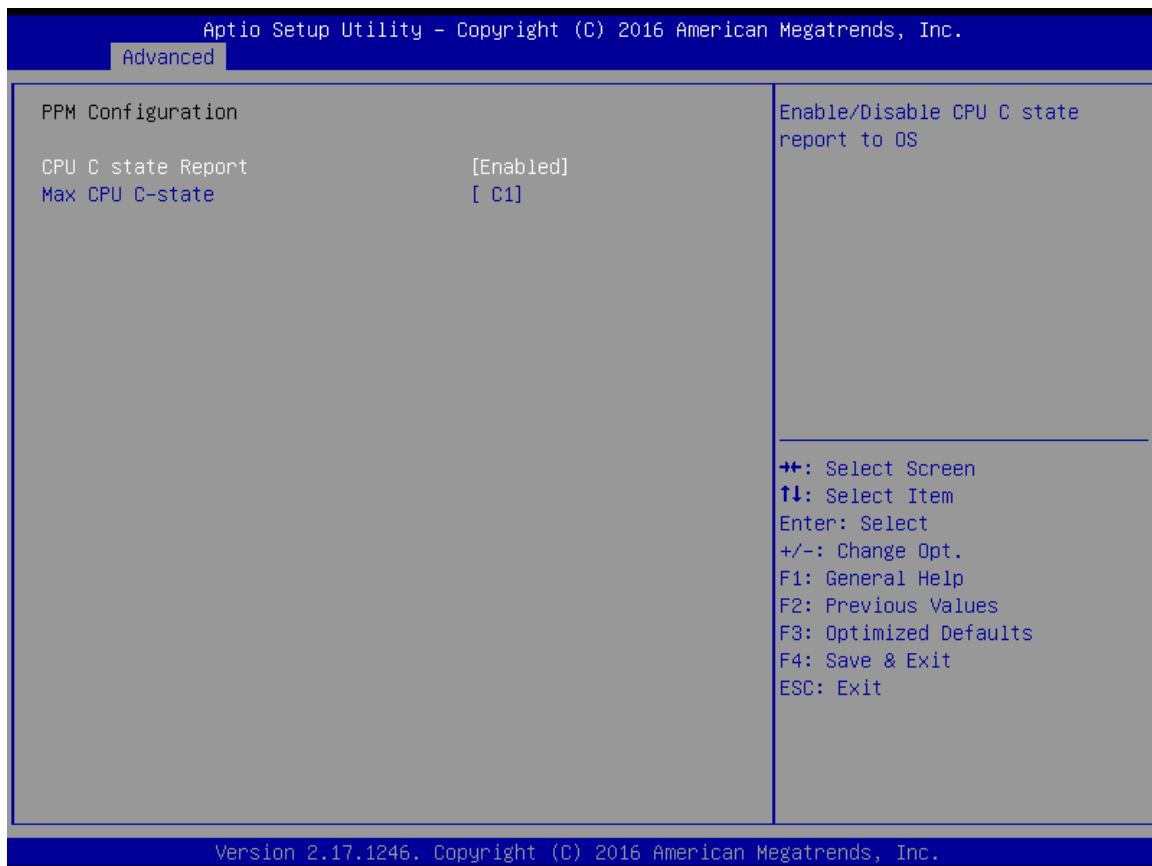 Aptio Setup Utility – Copyright (C) 2016 American Megatrends, Inc.
Advanced
PPM Configuration
CPU C state Report [Enabled]
Max CPU C-state [ C1]
Enable/Disable CPU C state
report to OS
→←: Select Screen
↑↓: Select Item
Enter: Select
+/-: Change Opt.
F1: General Help
F2: Previous Values
F3: Optimized Defaults
F4: Save & Exit
ESC: Exit
Version 2.17.1246. Copyright (C) 2016 American Megatrends, Inc.